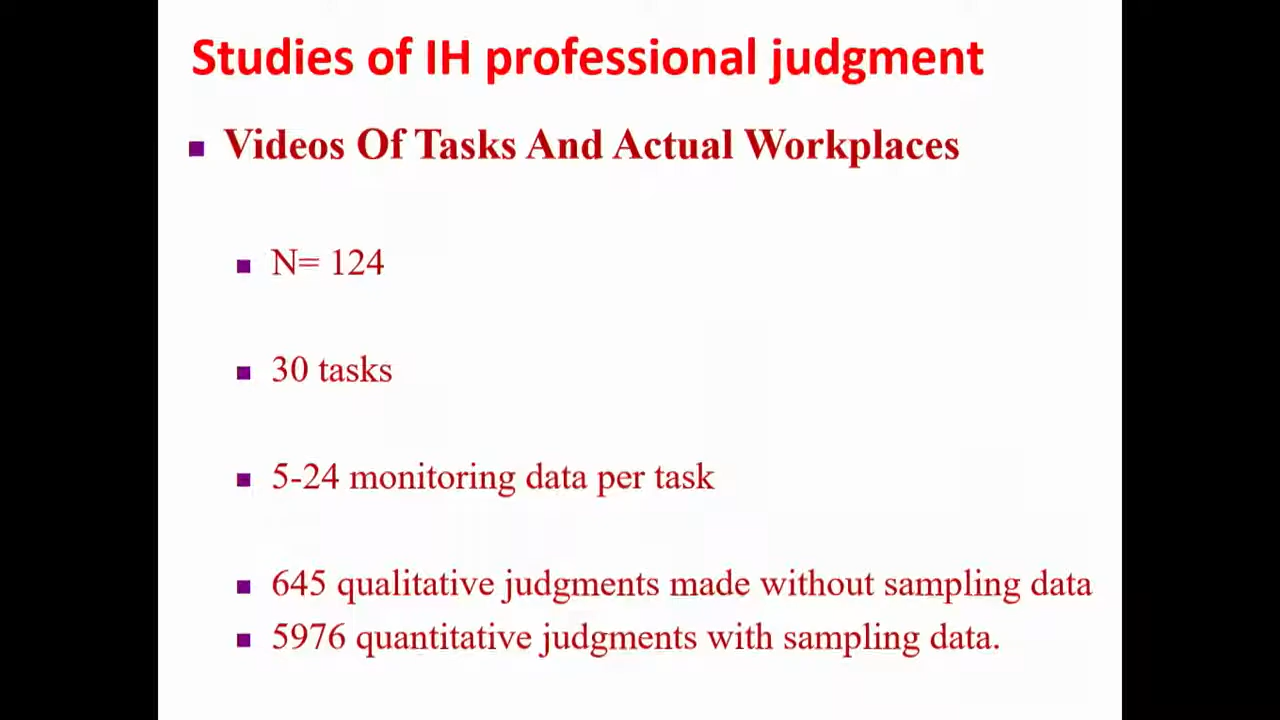 Studies of IH professional judgment
Videos Of Tasks And Actual Workplaces
N= 124
30 tasks
5-24 monitoring data per task
645 qualitative judgments made without sampling data
5976 quantitative judgments with sampling data.